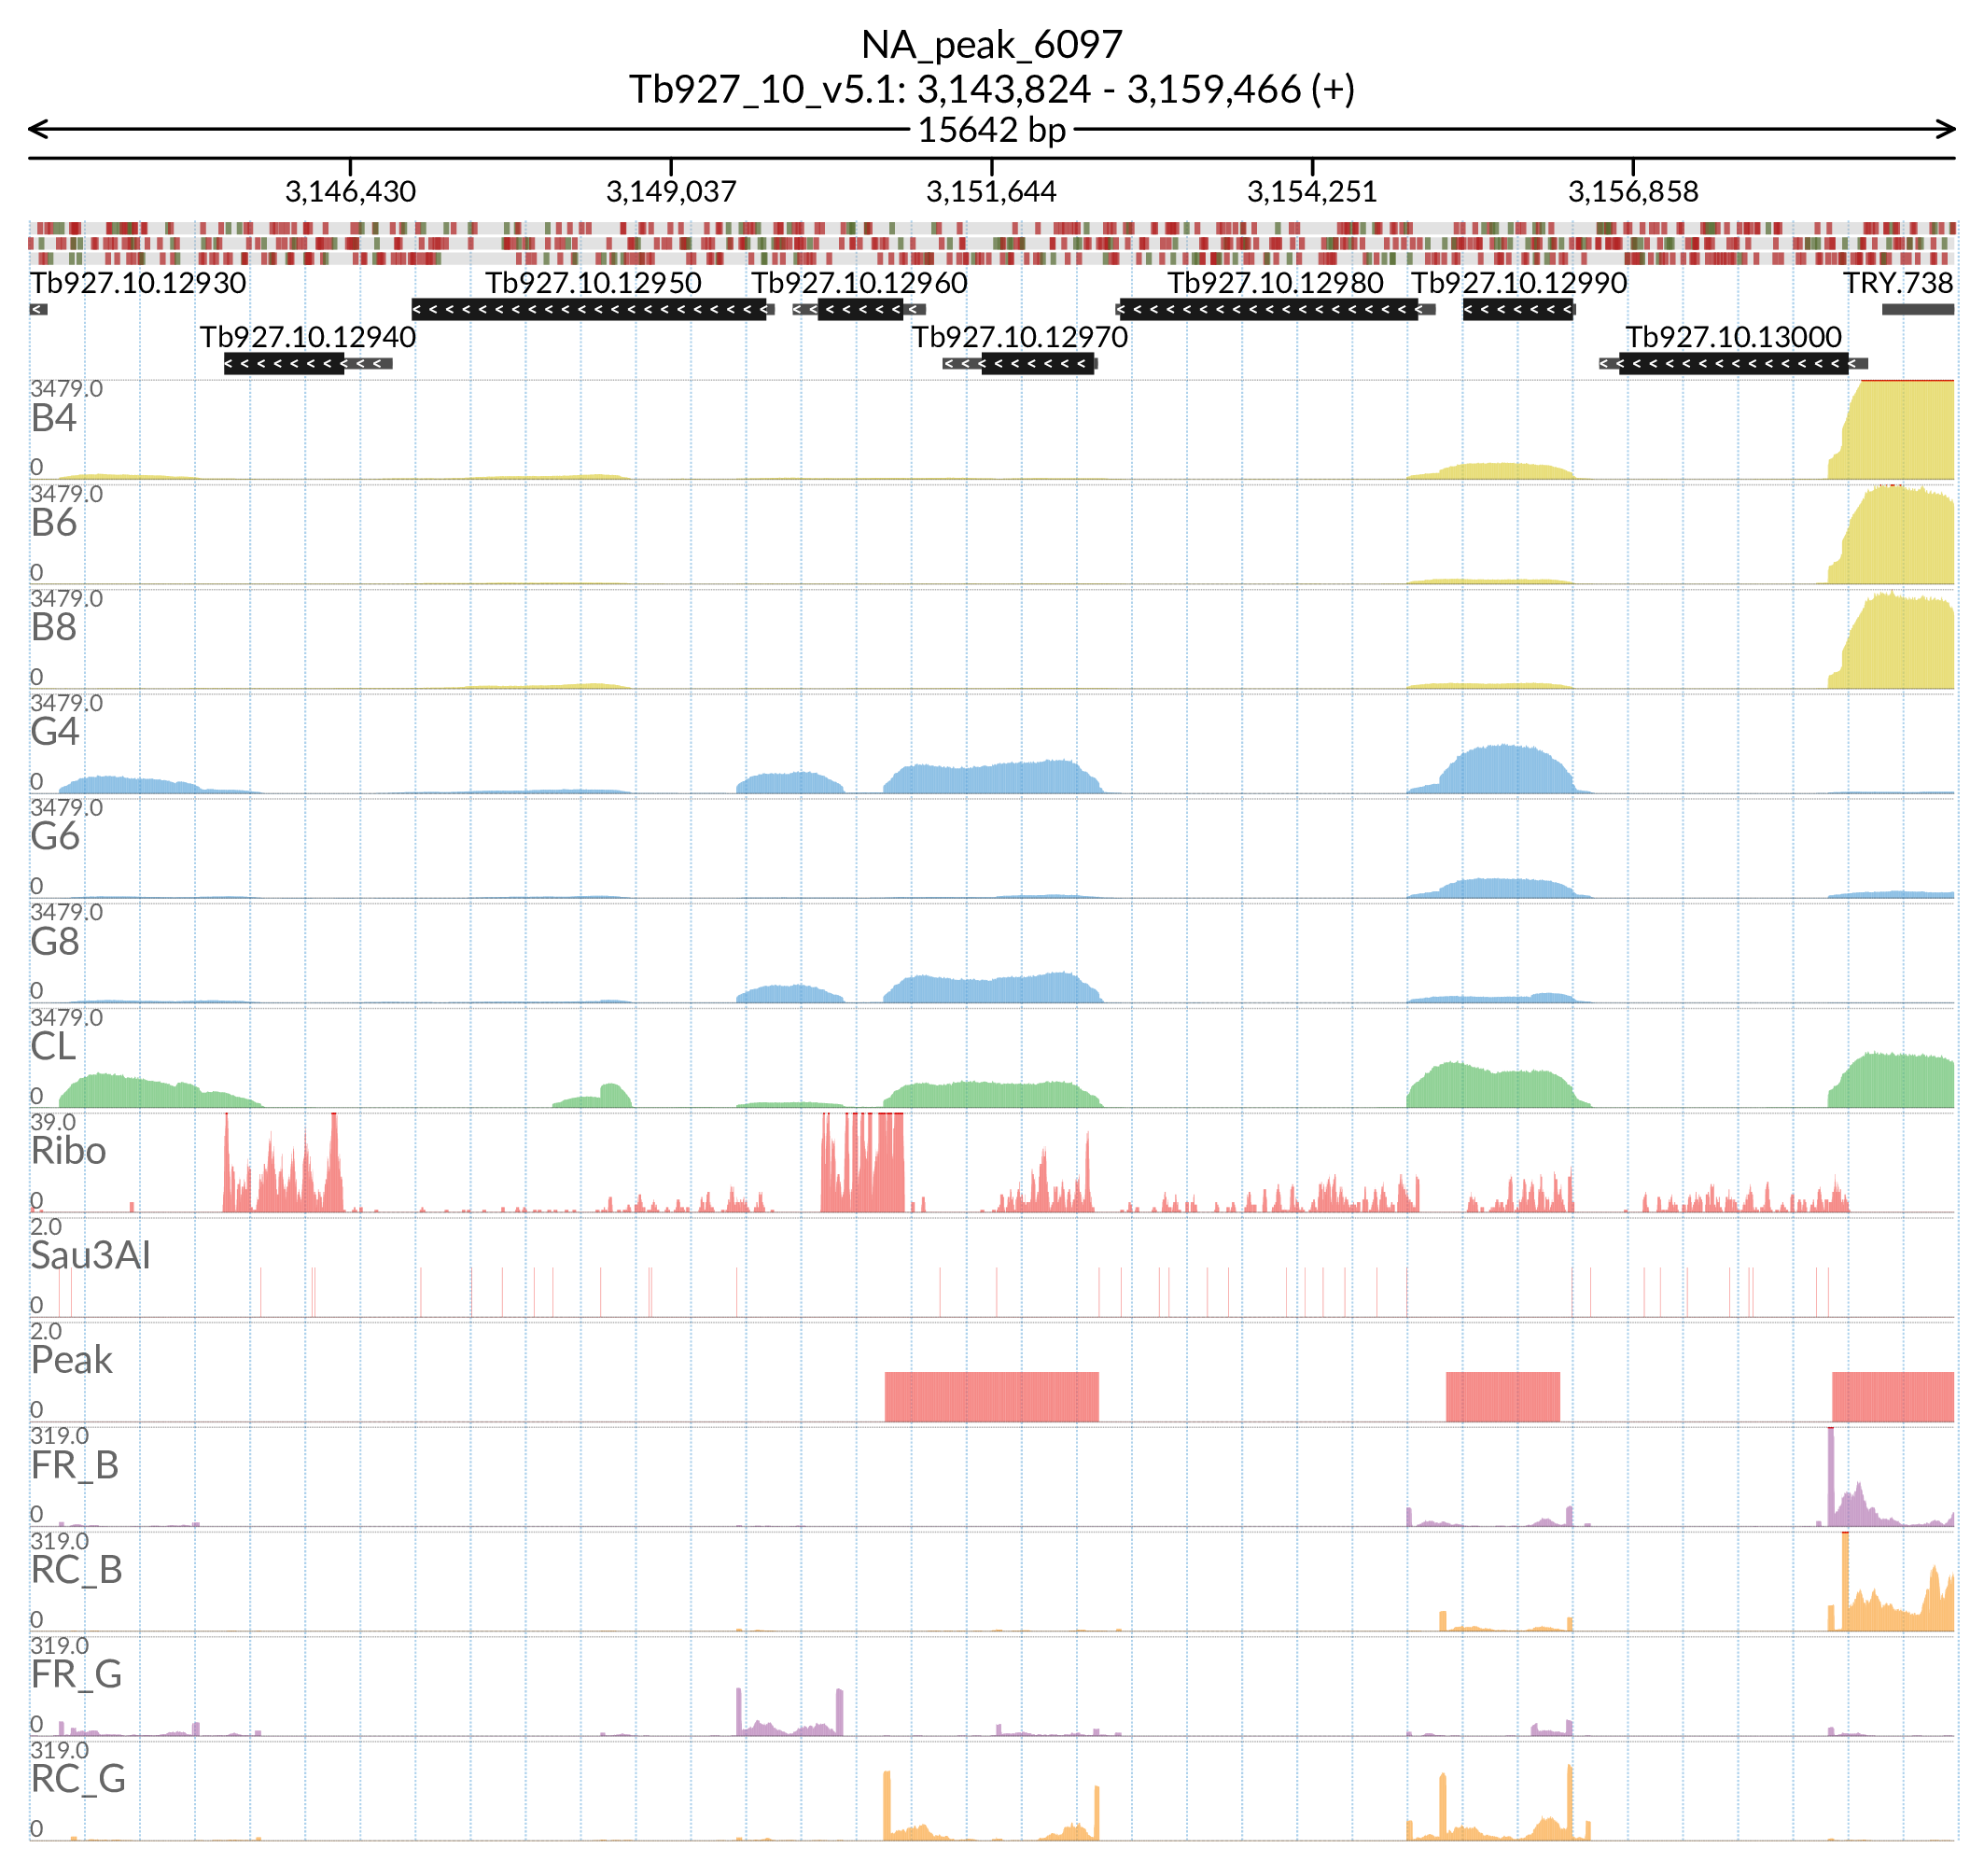 NA_peak_6097
Tb927_10_v5.1: 3,143,824 - 3,159,466 (+)
15642 bp
3,146,430 3,149,037 3,151,644 3,154,251 3,156,858
Tb927.10.12930 Tb927.10.12950 Tb927.10.12960 Tb927.10.12980 Tb927.10.12990 TRY.738
Tb927.10.12940 Tb927.10.12970 Tb927.10.13000
3479.0
B4
0
3479.0
B6
0
3479.0
B8
0
3479.0
G4
0
3479.0
G6
0
3479.0
G8
0
3479.0
CL
0
39.0
Ribo
0
2.0
Sau3AI
0
2.0
Peak
0
319.0
FR_B
0
319.0
RC_B
0
319.0
FR_G
0
319.0
RC_G
0